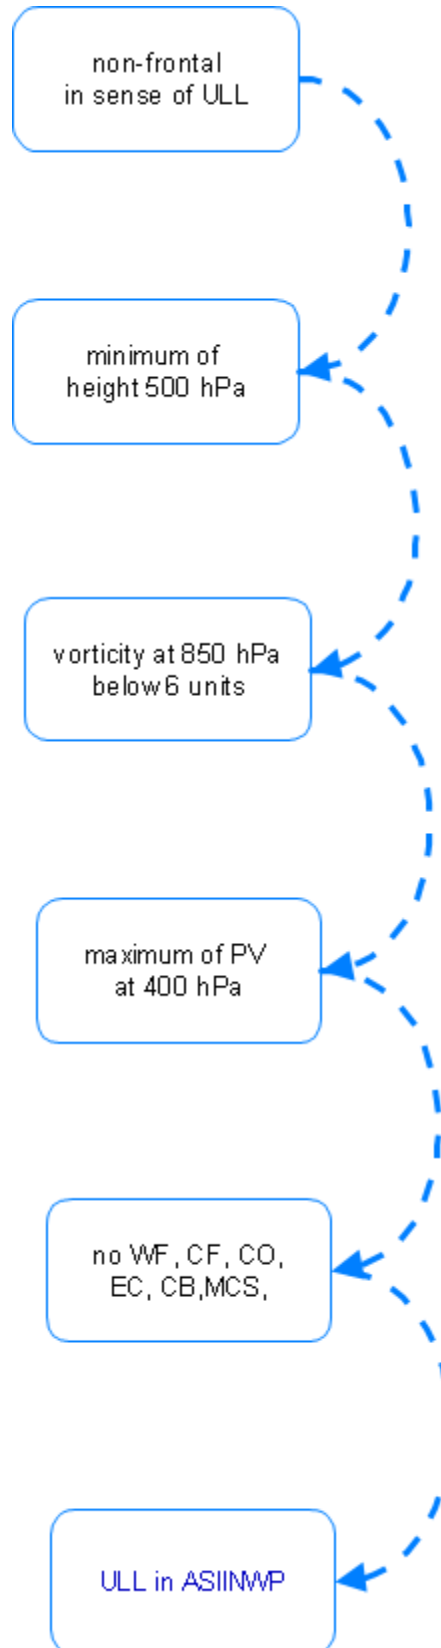 non-frontal
in sense of ULL
minimum of
height 500 hPa
vorticity at 850 hPa
below 6 units
maximum of PV
at 400 hPa
no WF, CF, CO,
EC, CB,MCS,
ULL in ASIINWP